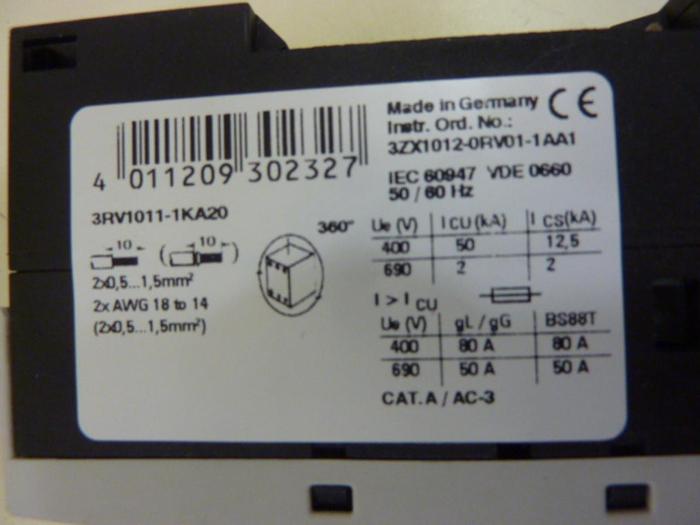 4 011209 302327
3RV1011-1KA20
10 ( 10 )
2x0,5...1,5mm²
2x AWG 18 to 14
(2x0,5...1,5mm²)
360°
Made in Germany CE
Instr. Ord. No.:
3ZX1012-0RV01-1AA1
IEC 60947 VDE 0660
50 / 60 Hz
Ue (V) ICU (kA) ICS (kA)
400 50 12,5
690 2 2
I > ICU
Ue (V) gL / gG BS88T
400 80 A 80 A
690 50 A 50 A
CAT. A / AC-3